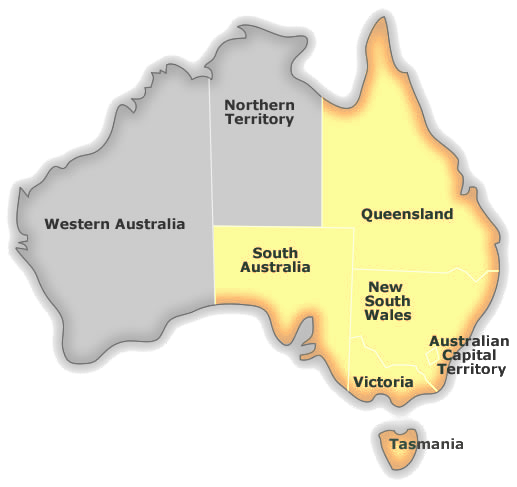 Northern
Territory
Western Australia
Queensland
South
Australia
New
South
Wales
Australian
Capital
Territory
Victoria
Tasmania